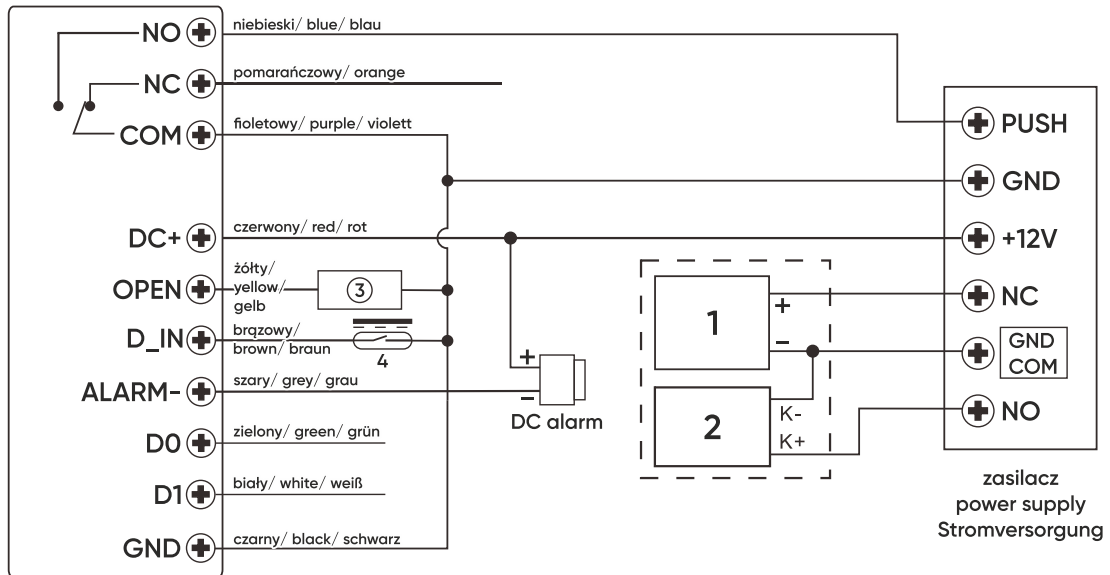 NO niebieski/ blue/ blau
NC pomarańczowy/ orange
COM fioletowy/ purple/ violett
DC+ czerwony/ red/ rot
OPEN żółty/
yellow/
gelb
3
D_IN brązowy/
brown/ braun
4
ALARM- szary/ grey/ grau
+
-
DC alarm
D0 zielony/ green/ grün
D1 biały/ white/ weiß
GND czarny/ black/ schwarz
1
+
-
2
K-
K+
PUSH
GND
+12V
NC
GND
COM
NO
zasilacz
power supply
Stromversorgung